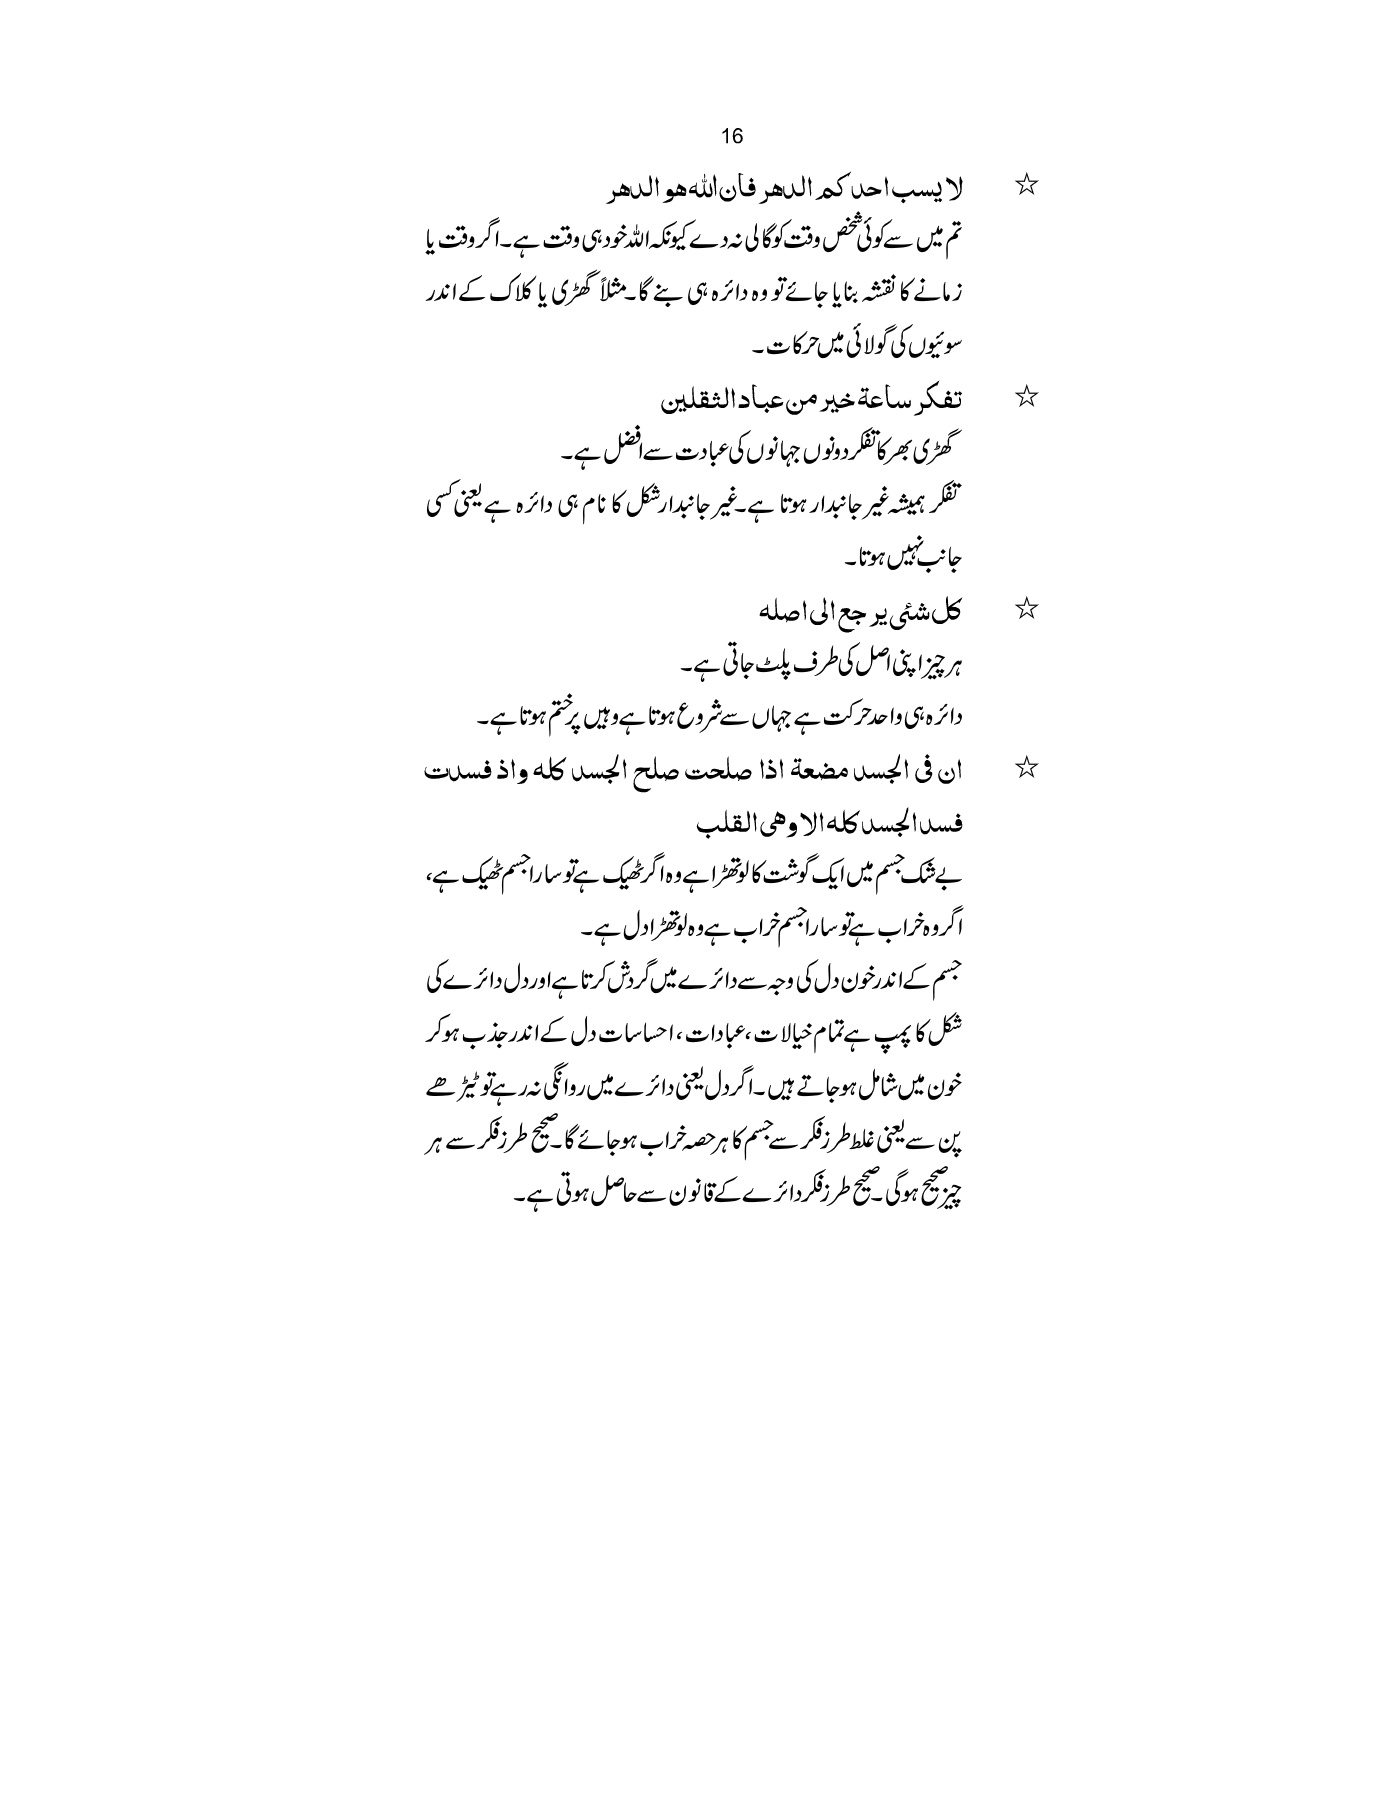 16
☆ لا یسب احد کم الدھر فان اللہ ھو الدھر
تم میں سے کوئی شخص وقت کو گالی نہ دے کیونکہ اللہ خود ہی وقت ہے۔ اگر وقت یا
زمانے کا نقشہ بنایا جائے تو وہ دائرہ ہی بنے گا۔ مثلاً گھڑی یا کلاک کے اندر
سوئیوں کی گولائی میں حرکات۔
☆ تفکر ساعة خیر من عباد الثقلین
گھڑی بھر کا تفکر دونوں جہانوں کی عبادت سے افضل ہے۔
تفکر ہمیشہ غیر جانبدار ہوتا ہے۔ غیر جانبدار شکل کا نام ہی دائرہ ہے یعنی کسی
جانب نہیں ہوتا۔
☆ کل شئی یر جع الی اصلہ
ہر چیز اپنی اصل کی طرف پلٹ جاتی ہے۔
دائرہ ہی واحد حرکت ہے جہاں سے شروع ہوتا ہے وہیں پر ختم ہوتا ہے۔
☆ ان فی الجسد مضعة اذا صلحت صلح الجسد کلہ واذ فسدت
فسد الجسد کلہ الا وھی القلب
بے شک جسم میں ایک گوشت کا لوتھڑا ہے وہ اگر ٹھیک ہے تو سارا جسم ٹھیک ہے،
اگر وہ خراب ہے تو سارا جسم خراب ہے وہ لوتھڑا دل ہے۔
جسم کے اندر خون دل کی وجہ سے دائرے میں گردش کرتا ہے اور دل دائرے کی
شکل کا پمپ ہے تمام خیالات، عبادات، احساسات دل کے اندر جذب ہو کر
خون میں شامل ہو جاتے ہیں۔ اگر دل یعنی دائرے میں روانگی نہ رہے تو ٹیڑھے
پن سے یعنی غلط طرز فکر سے جسم کا ہر حصہ خراب ہو جائے گا۔ صحیح طرز فکر سے ہر
چیز صحیح ہوگی۔ صحیح طرز فکر دائرے کے قانون سے حاصل ہوتی ہے۔